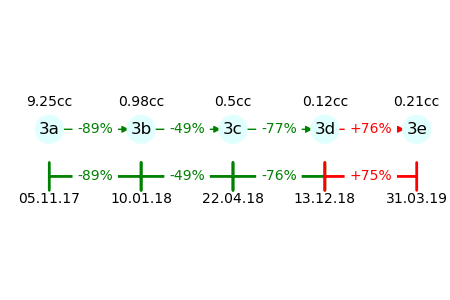 9.25cc 0.98cc 0.5cc 0.12cc 0.21cc
3a -89% 3b -49% 3c -77% 3d +76% 3e
-89% -49% -76% +75%
05.11.17 10.01.18 22.04.18 13.12.18 31.03.19